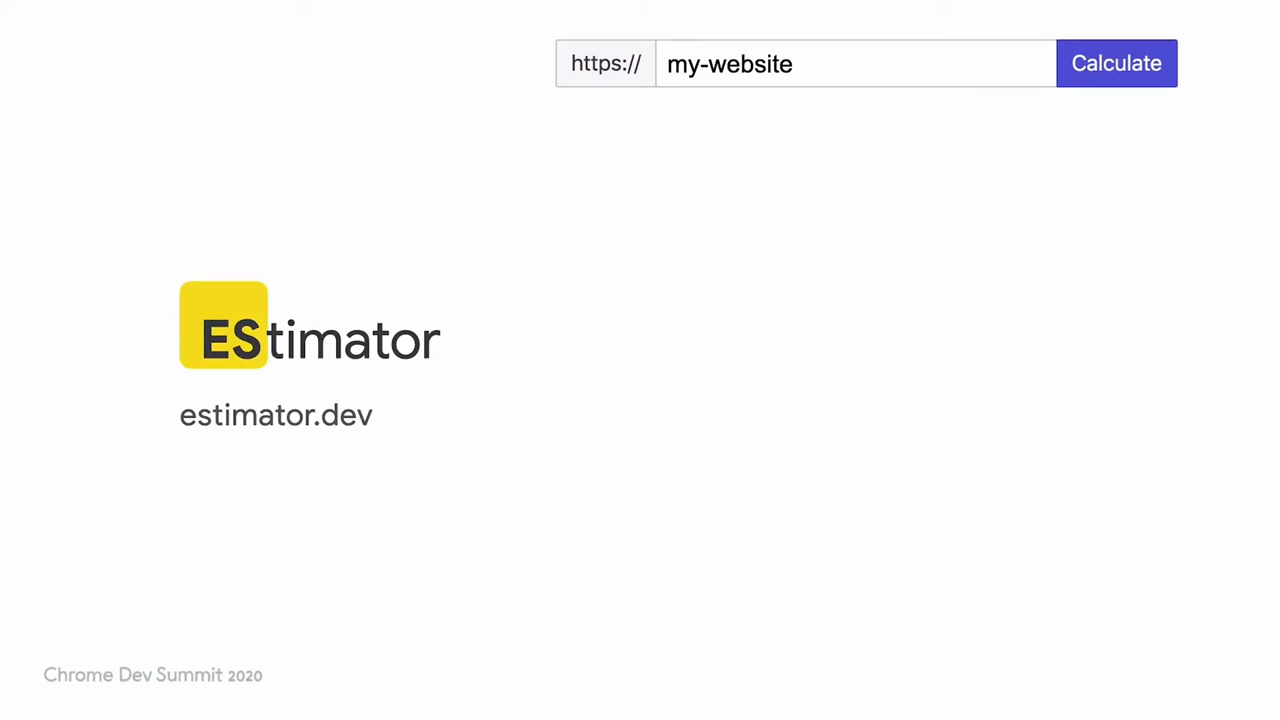 https:// my-website Calculate
EStimator
estimator.dev
Chrome Dev Summit 2020